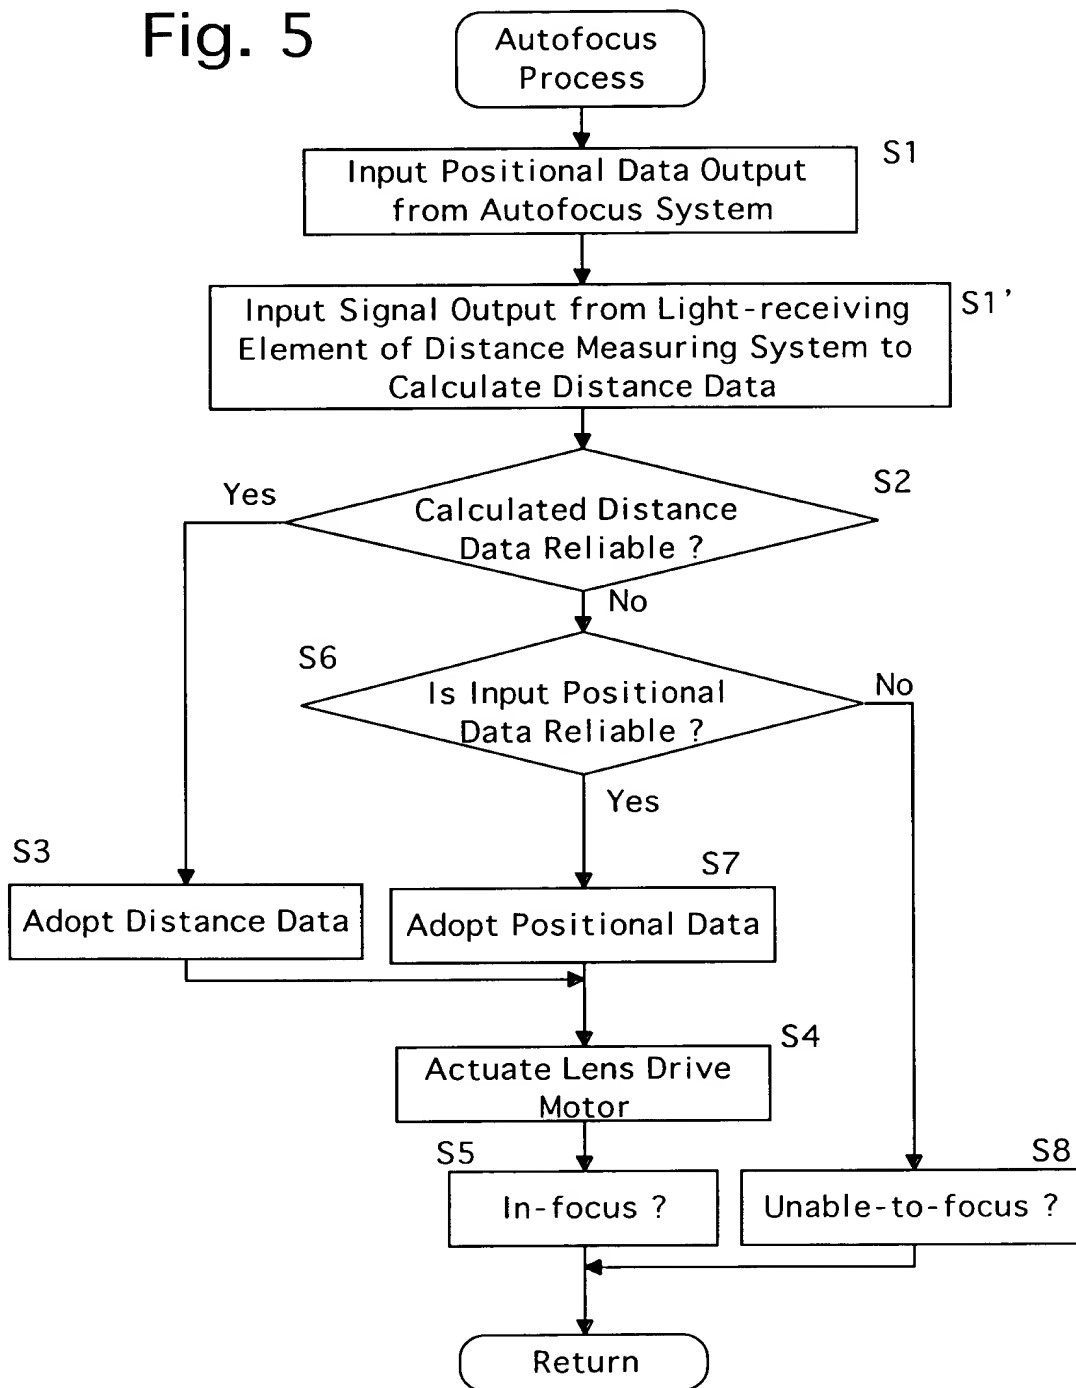 Fig. 5
Autofocus
Process
S1
Input Positional Data Output
from Autofocus System
S1'
Input Signal Output from Light-receiving
Element of Distance Measuring System to
Calculate Distance Data
S2
Yes
Calculated Distance
Data Reliable ?
No
S6
Is Input Positional
Data Reliable ?
No
Yes
S3
Adopt Distance Data
S7
Adopt Positional Data
S4
Actuate Lens Drive
Motor
S5
In-focus ?
S8
Unable-to-focus ?
Return